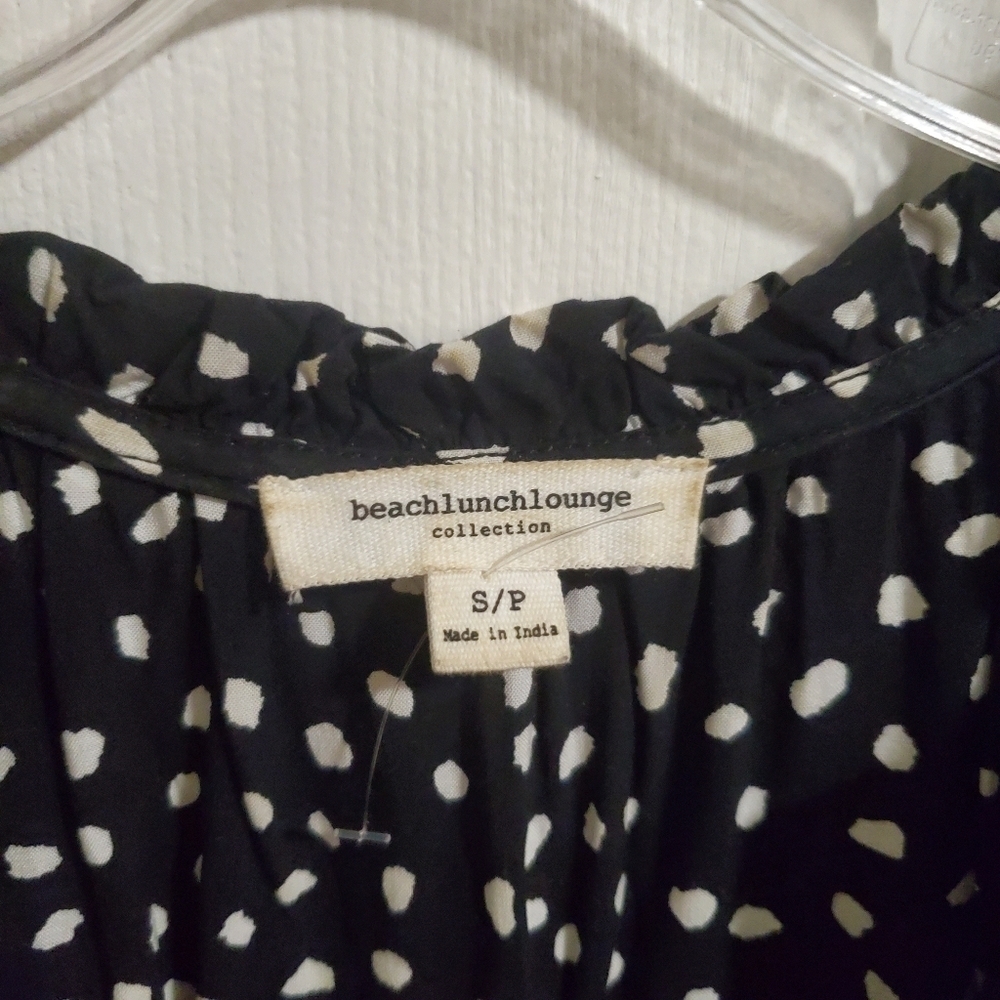 beachlunchlounge
collection
S/P
Made in India